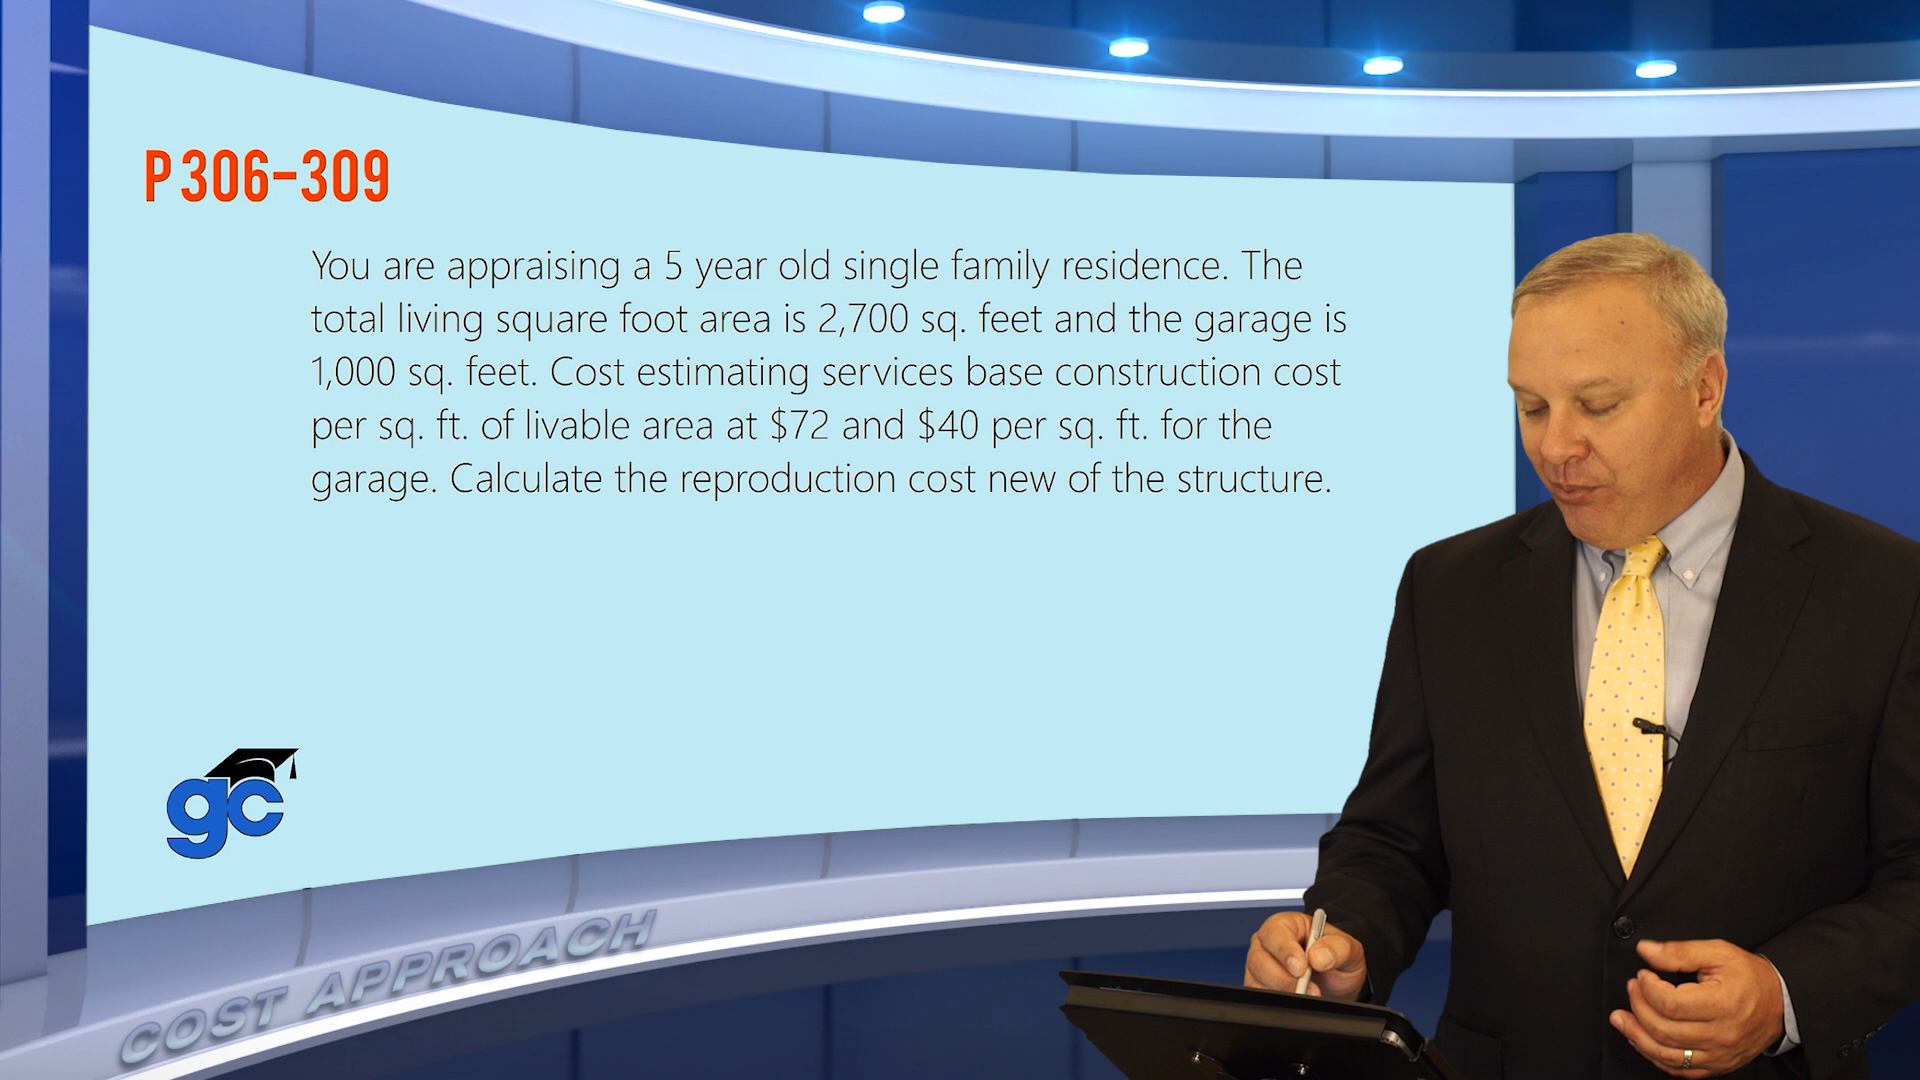 P 306-309
You are appraising a 5 year old single family residence. The
total living square foot area is 2,700 sq. feet and the garage is
1,000 sq. feet. Cost estimating services base construction cost
per sq. ft. of livable area at $72 and $40 per sq. ft. for the
garage. Calculate the reproduction cost new of the structure.
gc
COST APPROACH